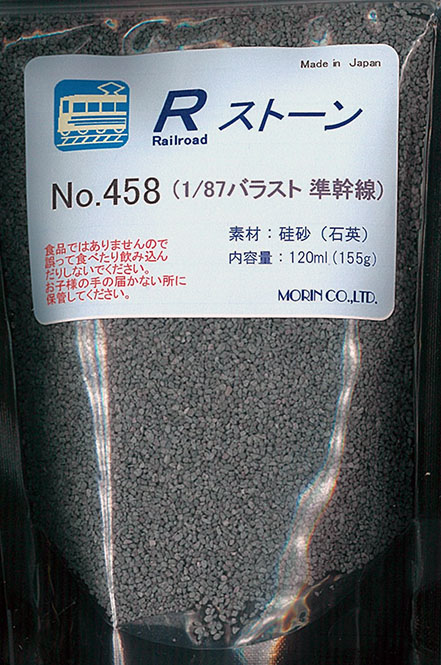 Made in Japan
R ストーン
Railroad
No.458 (1/87バラスト 準幹線)
素材：硅砂（石英）
内容量：120ml(155g)
食品ではありませんので
誤って食べたり飲み込ん
だりしないでください。
お子様の手の届かない所に
保管してください。
MORIN CO.,LTD.